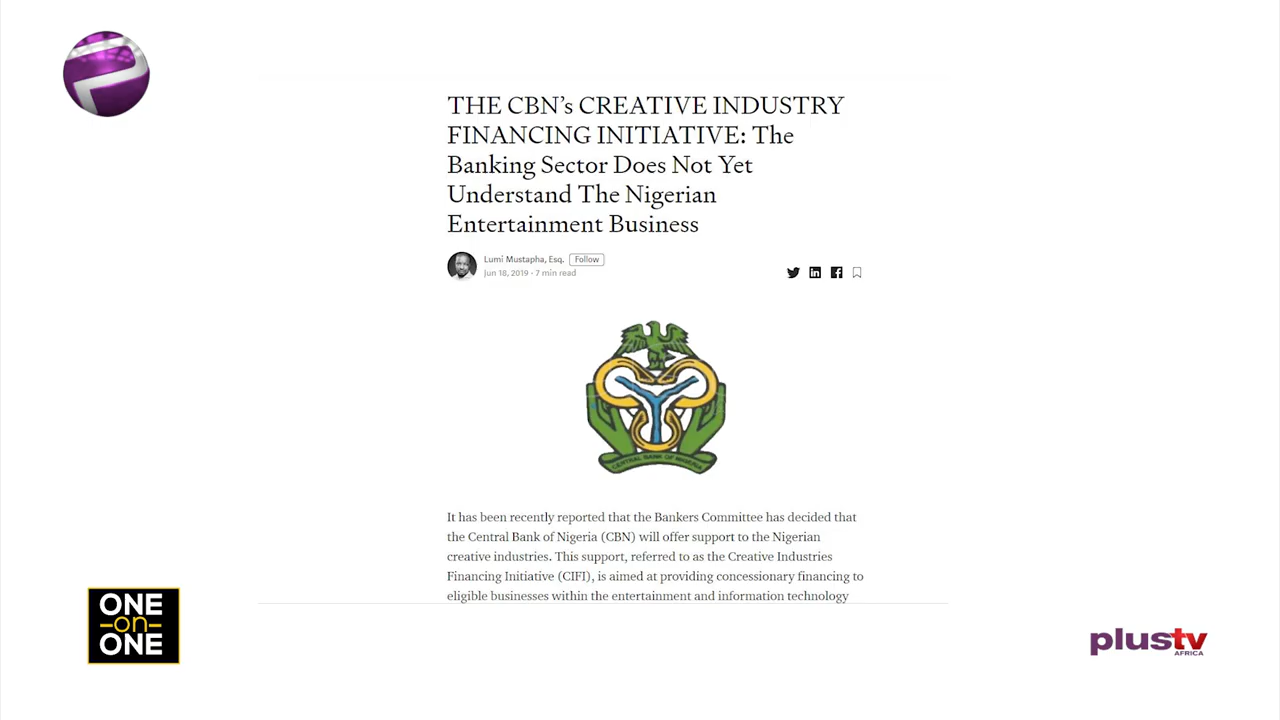 THE CBN's CREATIVE INDUSTRY
FINANCING INITIATIVE: The
Banking Sector Does Not Yet
Understand The Nigerian
Entertainment Business
Lumi Mustapha, Esq. Follow
Jun 18, 2019 · 7 min read
CENTRAL BANK OF NIGERIA
It has been recently reported that the Bankers Committee has decided that
the Central Bank of Nigeria (CBN) will offer support to the Nigerian
creative industries. This support, referred to as the Creative Industries
Financing Initiative (CIFI), is aimed at providing concessionary financing to
eligible businesses within the entertainment and information technology
ONE
on
ONE
plustv
AFRICA